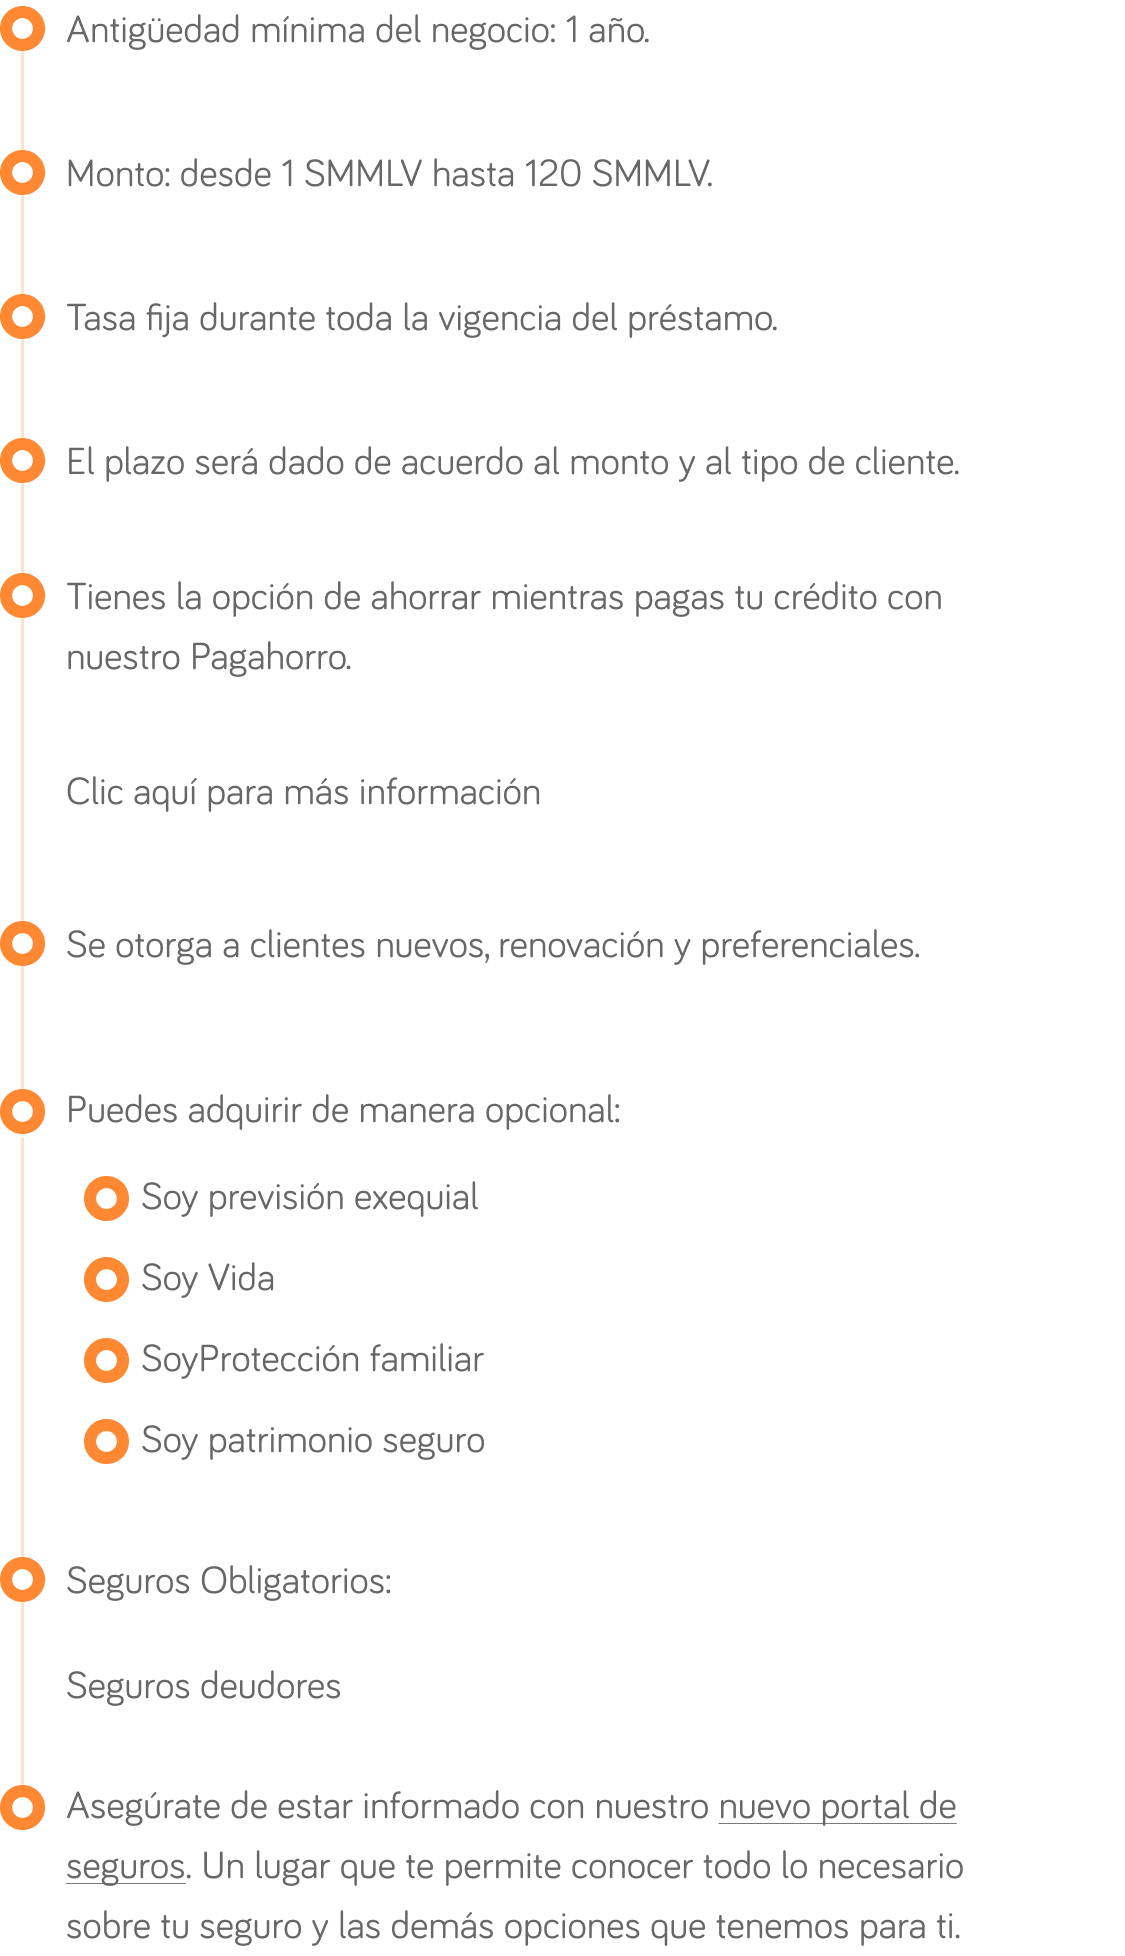 Antigüedad mínima del negocio: 1 año.
Monto: desde 1 SMMLV hasta 120 SMMLV.
Tasa fija durante toda la vigencia del préstamo.
El plazo será dado de acuerdo al monto y al tipo de cliente.
Tienes la opción de ahorrar mientras pagas tu crédito con
nuestro Pagahorro.
Clic aquí para más información
Se otorga a clientes nuevos, renovación y preferenciales.
Puedes adquirir de manera opcional:
Soy previsión exequial
Soy Vida
SoyProtección familiar
Soy patrimonio seguro
Seguros Obligatorios:
Seguros deudores
Asegúrate de estar informado con nuestro nuevo portal de
seguros. Un lugar que te permite conocer todo lo necesario
sobre tu seguro y las demás opciones que tenemos para ti.